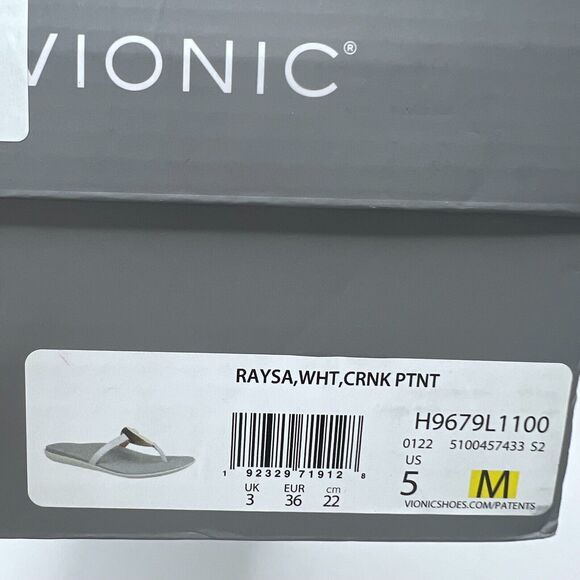 VIONIC®
RAYSA,WHT,CRNK PTNT
H9679L1100
0122 5100457433 S2
1 92329 71912 8
US
5 M
UK EUR cm
3 36 22
VIONICSHOES.COM/PATENTS